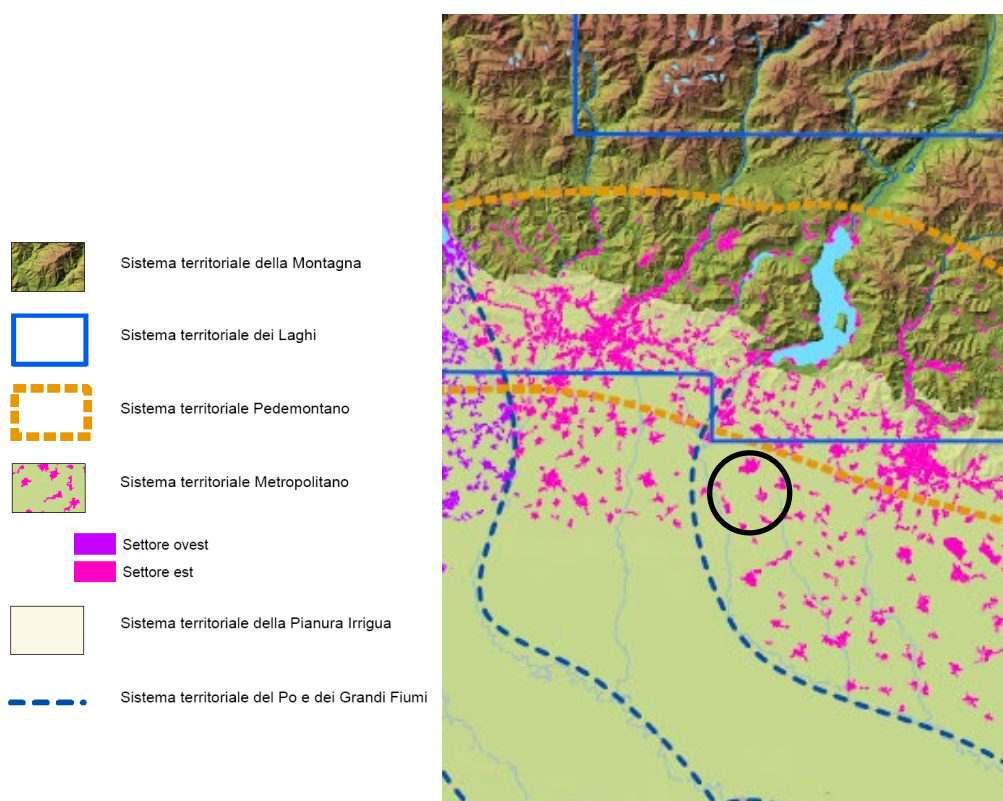 Sistema territoriale della Montagna
Sistema territoriale dei Laghi
Sistema territoriale Pedemontano
Sistema territoriale Metropolitano
Settore ovest
Settore est
Sistema territoriale della Pianura Irrigua
Sistema territoriale del Po e dei Grandi Fiumi